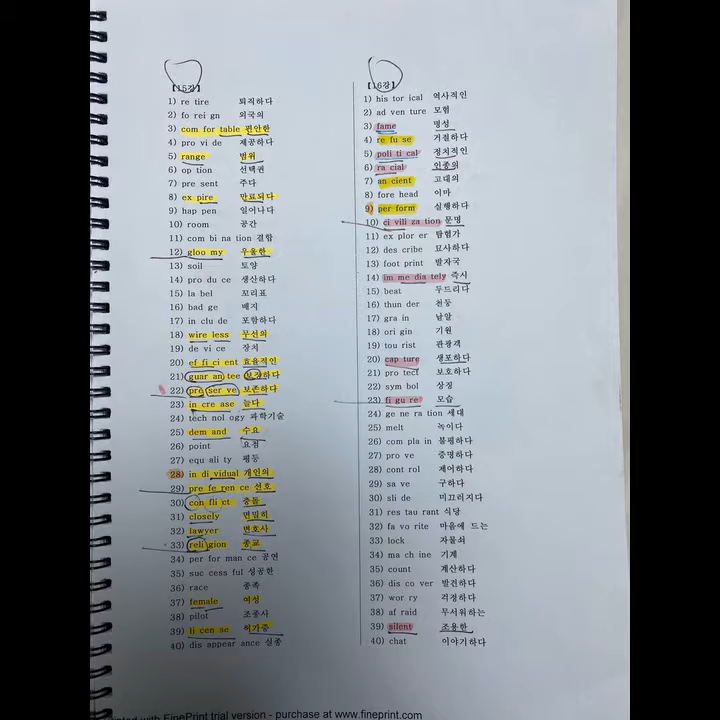 【15강】
1) re tire 퇴직하다
2) fo rei gn 외국의
3) com for table 편안한
4) pro vi de 제공하다
5) range 범위
6) op tion 선택권
7) pre sent 주다
8) ex pire 만료되다
9) hap pen 일어나다
10) room 공간
11) com bi na tion 결합
12) gloo my 우울한
13) soil 토양
14) pro du ce 생산하다
15) la bel 꼬리표
16) bad ge 배지
17) in clu de 포함하다
18) wire less 무선의
19) de vi ce 장치
20) ef fi ci ent 효율적인
21) guar an tee 보장하다
22) pre ser ve 보존하다
23) in cre ase 늘다
24) tech nol ogy 과학기술
25) dem and 수요
26) point 요점
27) equ ali ty 평등
28) in di vidual 개인의
29) pre fe ren ce 선호
30) con fli ct 충돌
31) closely 면밀히
32) lawyer 변호사
33) reli gion 종교
34) per for man ce 공연
35) suc cess ful 성공한
36) race 종족
37) female 여성
38) pilot 조종사
39) li cen se 허가증
40) dis appear ance 실종
【16강】
1) his tor ical 역사적인
2) ad ven ture 모험
3) fame 명성
4) re fu se 거절하다
5) poli ti cal 정치적인
6) ra cial 인종의
7) an cient 고대의
8) fore head 이마
9) per form 실행하다
10) ci vili za tion 문명
11) ex plor er 탐험가
12) des cribe 묘사하다
13) foot print 발자국
14) im me dia tely 즉시
15) beat 두드리다
16) thun der 천둥
17) gra in 낟알
18) ori gin 기원
19) tou rist 관광객
20) cap ture 생포하다
21) pro tect 보호하다
22) sym bol 상징
23) fi gu re 모습
24) ge ne ra tion 세대
25) melt 녹이다
26) com pla in 불평하다
27) pro ve 증명하다
28) cont rol 제어하다
29) sa ve 구하다
30) sli de 미끄러지다
31) res tau rant 식당
32) fa vo rite 마음에 드는
33) lock 자물쇠
34) ma ch ine 기계
35) count 계산하다
36) dis co ver 발견하다
37) wor ry 걱정하다
38) af raid 무서워하는
39) silent 조용한
40) chat 이야기하다
with FinePrint trial version - purchase at www.fineprint.com